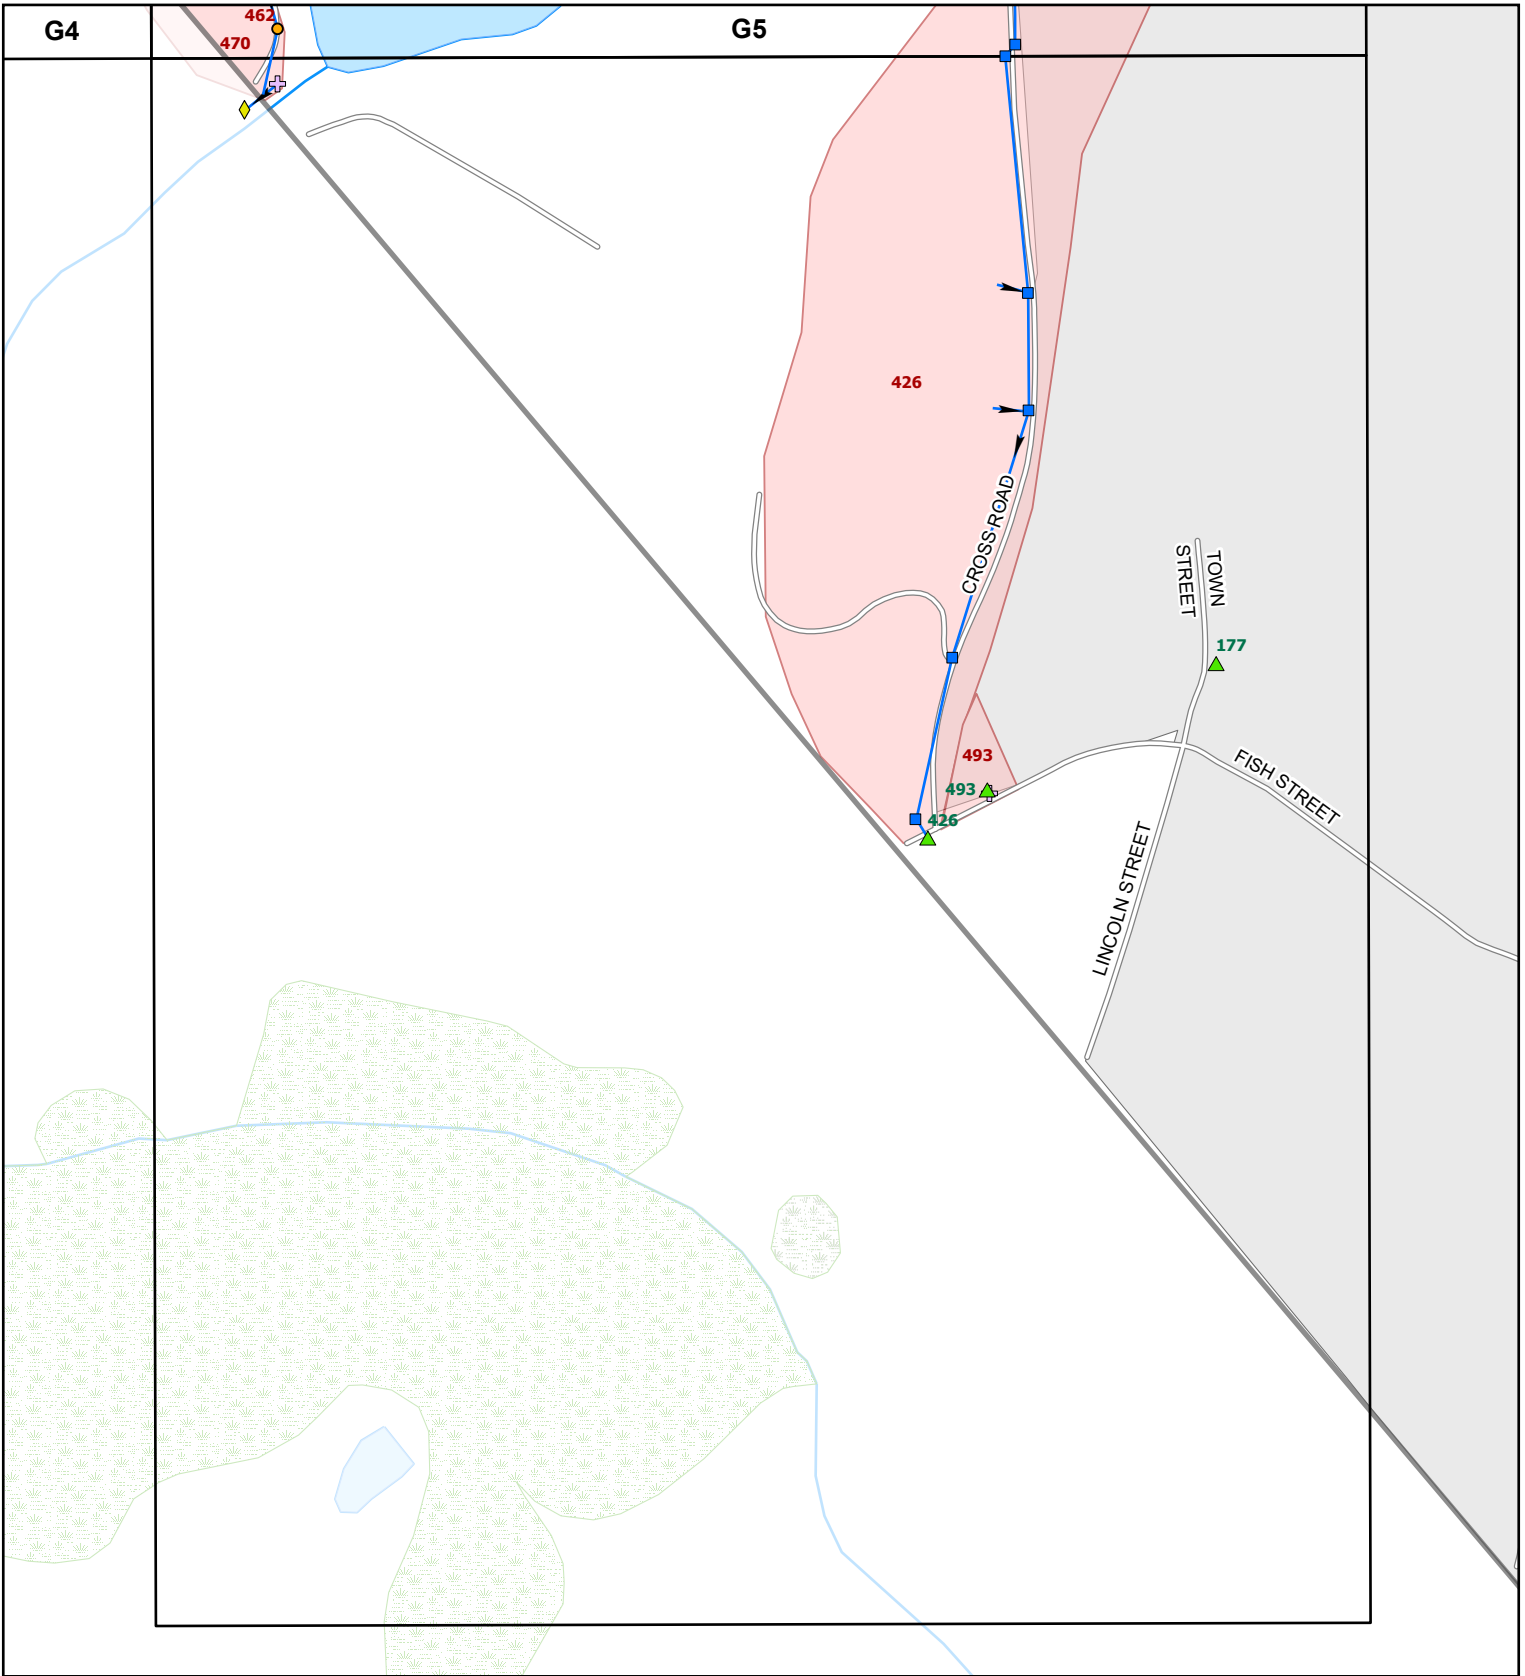 G4
G5
462
470
426
CROSS ROAD
TOWN
STREET
177
493
493
426
FISH STREET
LINCOLN STREET